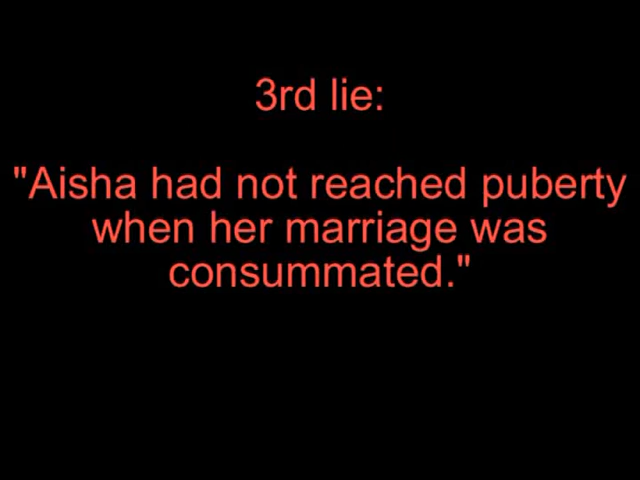 3rd lie:
"Aisha had not reached puberty
when her marriage was
consummated."